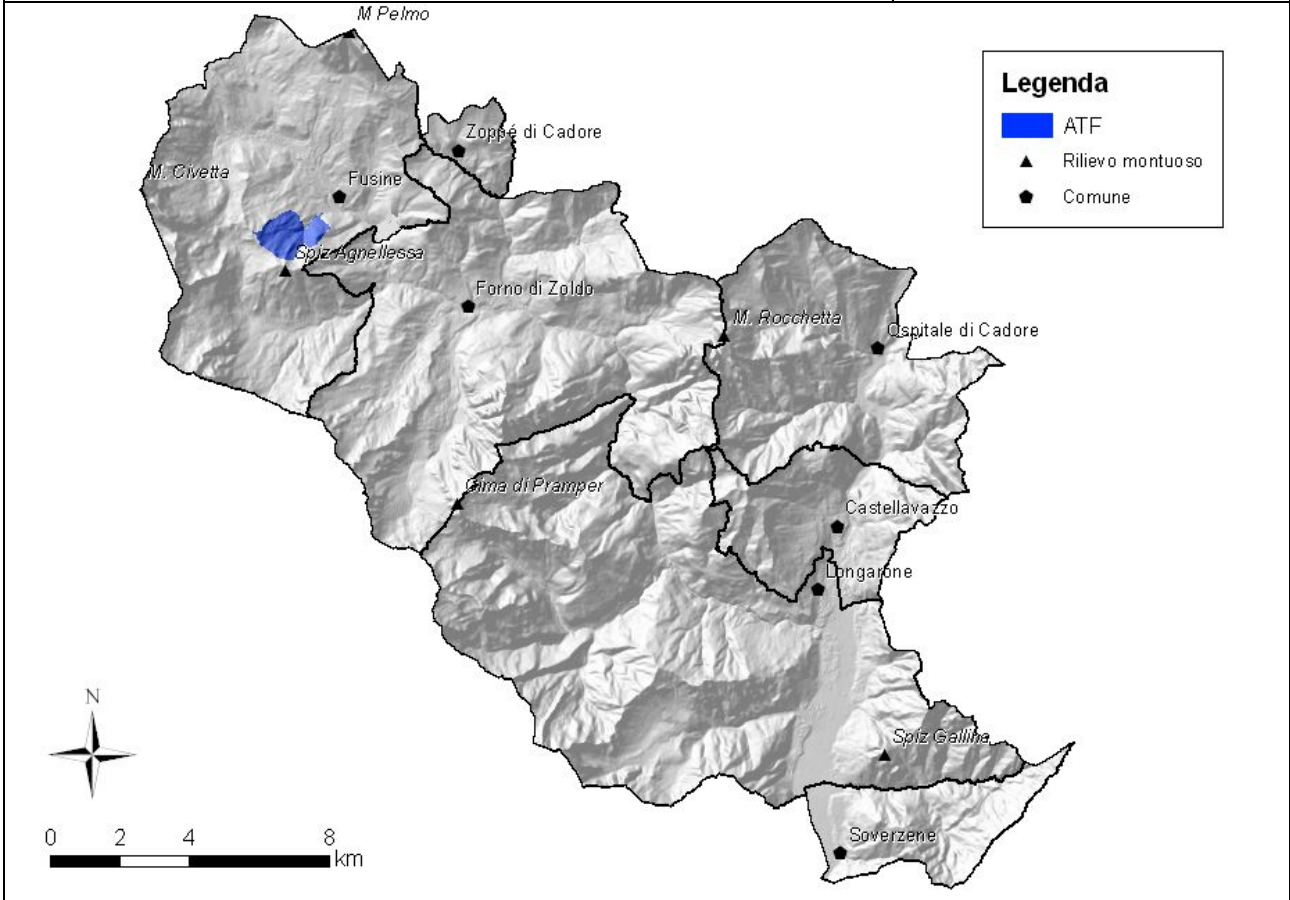 M Pelmo
Legenda
ATF
Rilievo montuoso
Comune
Zoppé di Cadore
M. Civetta
Fusine
Spiz Agnellessa
Forno di Zoldo
M. Rocchetta
Ospitale di Cadore
Cima di Pramper
Castellavazzo
Longarone
N
Spiz Gallina
0 2 4 8
km
Soverzene